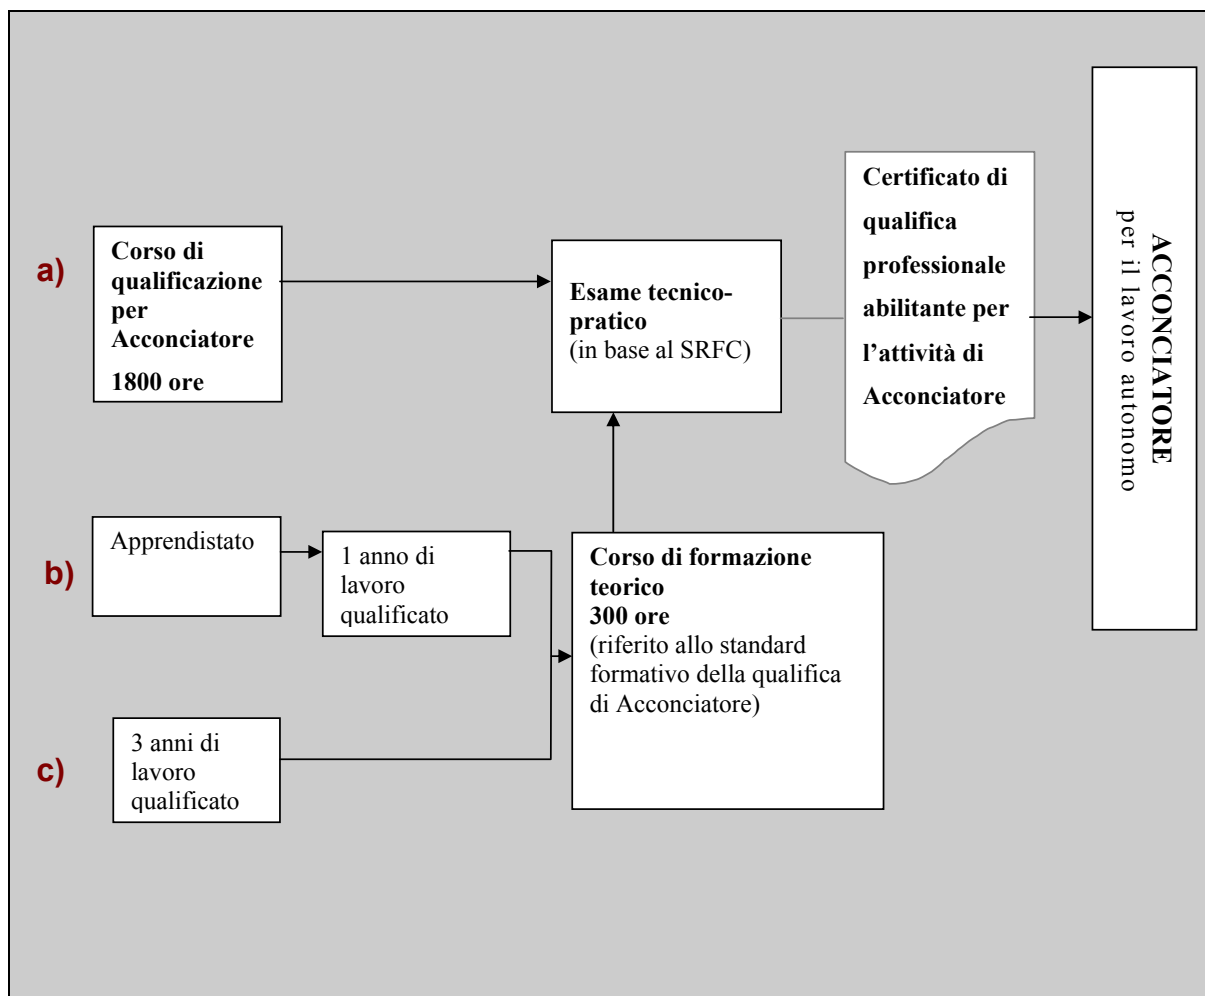 a)
Corso di
qualificazione
per
Acconciatore
1800 ore
Esame tecnico-
pratico
(in base al SRFC)
Certificato di
qualifica
professionale
abilitante per
l’attività di
Acconciatore
ACCONCIATORE
per il lavoro autonomo
b)
Apprendistato
1 anno di
lavoro
qualificato
Corso di formazione
teorico
300 ore
(riferito allo standard
formativo della qualifica
di Acconciatore)
c)
3 anni di
lavoro
qualificato